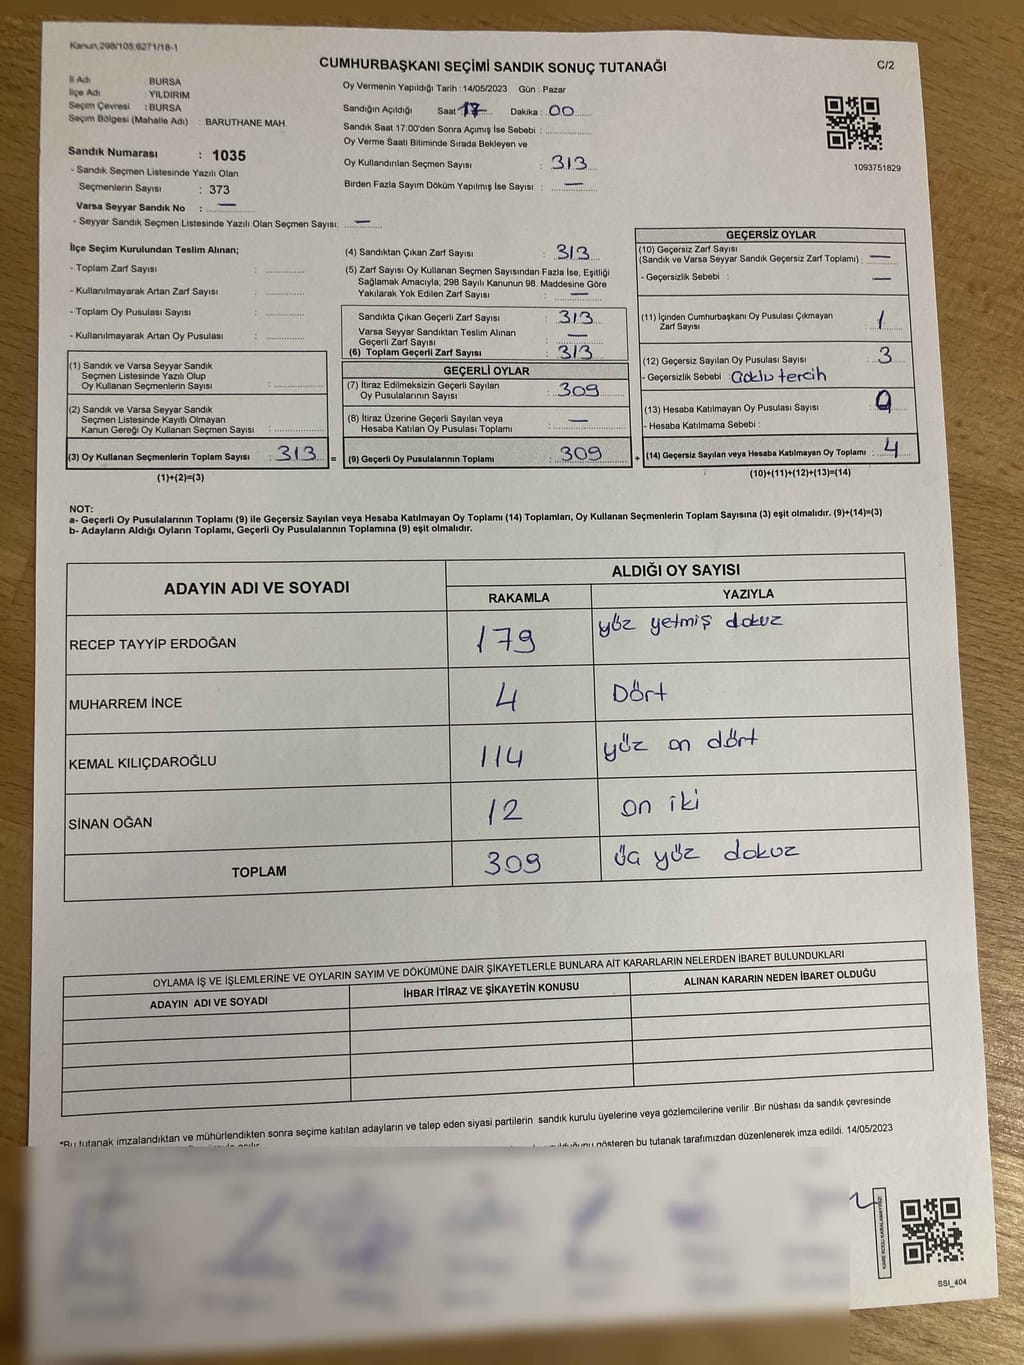 Kanun;298/105;6271/18-1
CUMHURBAŞKANI SEÇİMİ SANDIK SONUÇ TUTANAĞI
C/2
İl Adı : BURSA
İlçe Adı : YILDIRIM
Seçim Çevresi : BURSA
Seçim Bölgesi (Mahalle Adı) : BARUTHANE MAH.
Sandık Numarası : 1035
- Sandık Seçmen Listesinde Yazılı Olan
Seçmenlerin Sayısı : 373
Varsa Seyyar Sandık No : —
- Seyyar Sandık Seçmen Listesinde Yazılı Olan Seçmen Sayısı: —
Oy Vermenin Yapıldığı Tarih : 14/05/2023 Gün : Pazar
Sandığın Açıldığı Saat : 17 Dakika : 00
Sandık Saat 17:00'den Sonra Açımış İse Sebebi :
Oy Verme Saati Bitiminde Sırada Bekleyen ve
Oy Kullandırılan Seçmen Sayısı : 313
Birden Fazla Sayım Döküm Yapılmış İse Sayısı : —
1093751829
İlçe Seçim Kurulundan Teslim Alınan;
- Toplam Zarf Sayısı :
- Kullanılmayarak Artan Zarf Sayısı :
- Toplam Oy Pusulası Sayısı :
- Kullanılmayarak Artan Oy Pusulası :
(1) Sandık ve Varsa Seyyar Sandık
Seçmen Listesinde Yazılı Olup
Oy Kullanan Seçmenlerin Sayısı :
(2) Sandık ve Varsa Seyyar Sandık
Seçmen Listesinde Kayıtlı Olmayan
Kanun Gereği Oy Kullanan Seçmen Sayısı :
(3) Oy Kullanan Seçmenlerin Toplam Sayısı : 313 =
(1)+(2)=(3)
(4) Sandıktan Çıkan Zarf Sayısı : 313
(5) Zarf Sayısı Oy Kullanan Seçmen Sayısından Fazla İse, Eşitliği
Sağlamak Amacıyla; 298 Sayılı Kanunun 98. Maddesine Göre
Yakılarak Yok Edilen Zarf Sayısı : —
Sandıkta Çıkan Geçerli Zarf Sayısı : 313
Varsa Seyyar Sandıktan Teslim Alınan
Geçerli Zarf Sayısı : —
(6) Toplam Geçerli Zarf Sayısı : 313
GEÇERLİ OYLAR
(7) İtiraz Edilmeksizin Geçerli Sayılan
Oy Pusulalarının Sayısı : 309
(8) İtiraz Üzerine Geçerli Sayılan veya
Hesaba Katılan Oy Pusulası Toplamı : —
(9) Geçerli Oy Pusulalarının Toplamı : 309 +
GEÇERSİZ OYLAR
(10) Geçersiz Zarf Sayısı
(Sandık ve Varsa Seyyar Sandık Geçersiz Zarf Toplamı) : —
- Geçersizlik Sebebi : —
(11) İçinden Cumhurbaşkanı Oy Pusulası Çıkmayan
Zarf Sayısı : 1
(12) Geçersiz Sayılan Oy Pusulası Sayısı : 3
- Geçersizlik Sebebi : Çoklu tercih
(13) Hesaba Katılmayan Oy Pusulası Sayısı : 0
- Hesaba Katılmama Sebebi :
(14) Geçersiz Sayılan veya Hesaba Katılmayan Oy Toplamı : 4
(10)+(11)+(12)+(13)=(14)
NOT:
a- Geçerli Oy Pusulalarının Toplamı (9) ile Geçersiz Sayılan veya Hesaba Katılmayan Oy Toplamı (14) Toplamları, Oy Kullanan Seçmenlerin Toplam Sayısına (3) eşit olmalıdır. (9)+(14)=(3)
b- Adayların Aldığı Oyların Toplamı, Geçerli Oy Pusulalarının Toplamına (9) eşit olmalıdır.
ADAYIN ADI VE SOYADI
ALDIĞI OY SAYISI
RAKAMLA YAZIYLA
RECEP TAYYİP ERDOĞAN 179 yüz yetmiş dokuz
MUHARREM İNCE 4 Dört
KEMAL KILIÇDAROĞLU 114 yüz on dört
SİNAN OĞAN 12 on iki
TOPLAM 309 üç yüz dokuz
OYLAMA İŞ VE İŞLEMLERİNE VE OYLARIN SAYIM VE DÖKÜMÜNE DAİR ŞİKAYETLERLE BUNLARA AİT KARARLARIN NELERDEN İBARET BULUNDUKLARI
ADAYIN ADI VE SOYADI İHBAR İTİRAZ VE ŞİKAYETİN KONUSU ALINAN KARARIN NEDEN İBARET OLDUĞU
*Bu tutanak imzalandıktan ve mühürlendikten sonra seçime katılan adayların ve talep eden siyasi partilerin sandık kurulu üyelerine veya gözlemcilerine verilir .Bir nüshası da sandık çevresinde
gösteren bu tutanak tarafımızdan düzenlenerek imza edildi. 14/05/2023
KARE KODU KARALAMAYINIZ!
SSI_404